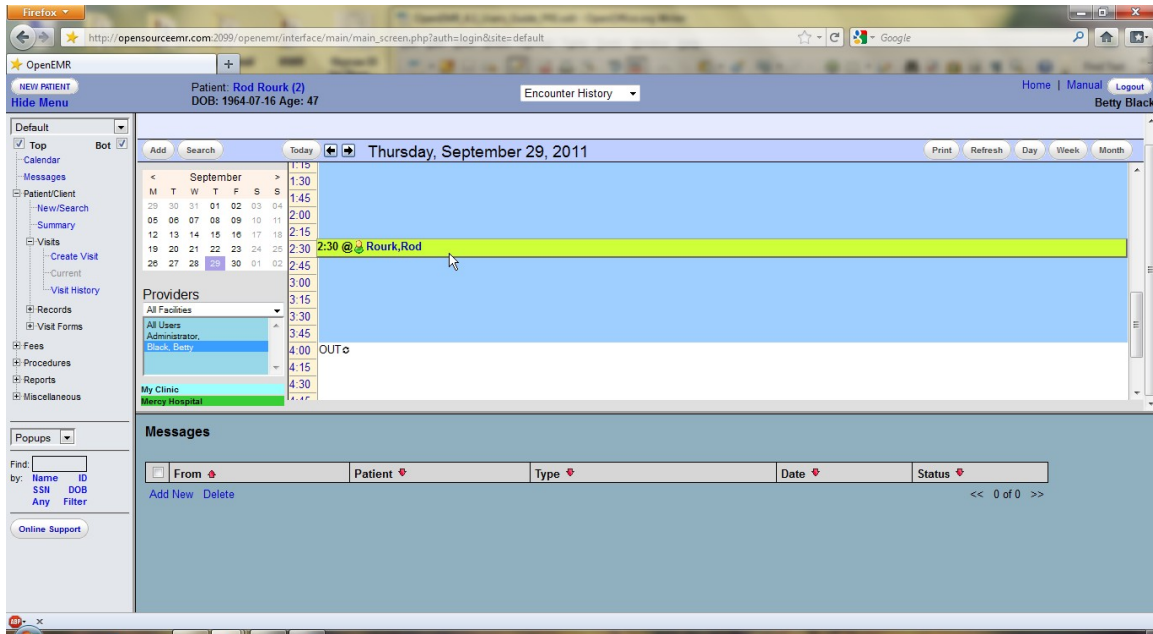 Firefox
http://opensourceemr.com:2099/openemr/interface/main/main_screen.php?auth=login&site=default
Google
OpenEMR
NEW PATIENT
Hide Menu
Patient: Rod Rourk (2)
DOB: 1964-07-16 Age: 47
Encounter History
Home | Manual Logout
Betty Black
Default
Top Bot
Calendar
Messages
Patient/Client
New/Search
Summary
Visits
Create Visit
Current
Visit History
Records
Visit Forms
Fees
Procedures
Reports
Miscellaneous
Popups
Find:
by: Name ID
SSN DOB
Any Filter
Online Support
Add Search Today Thursday, September 29, 2011 Print Refresh Day Week Month
< September >
M T W T F S S
29 30 31 01 02 03 04
05 06 07 08 09 10 11
12 13 14 15 16 17 18
19 20 21 22 23 24 25
26 27 28 29 30 01 02
Providers
All Facilities
All Users
Administrator,
Black, Betty
My Clinic
Mercy Hospital
1:15
1:30
1:45
2:00
2:15
2:30 2:30 @ Rourk,Rod
2:45
3:00
3:15
3:30
3:45
4:00 OUT
4:15
4:30
4:45
Messages
From Patient Type Date Status
Add New Delete << 0 of 0 >>
ABP